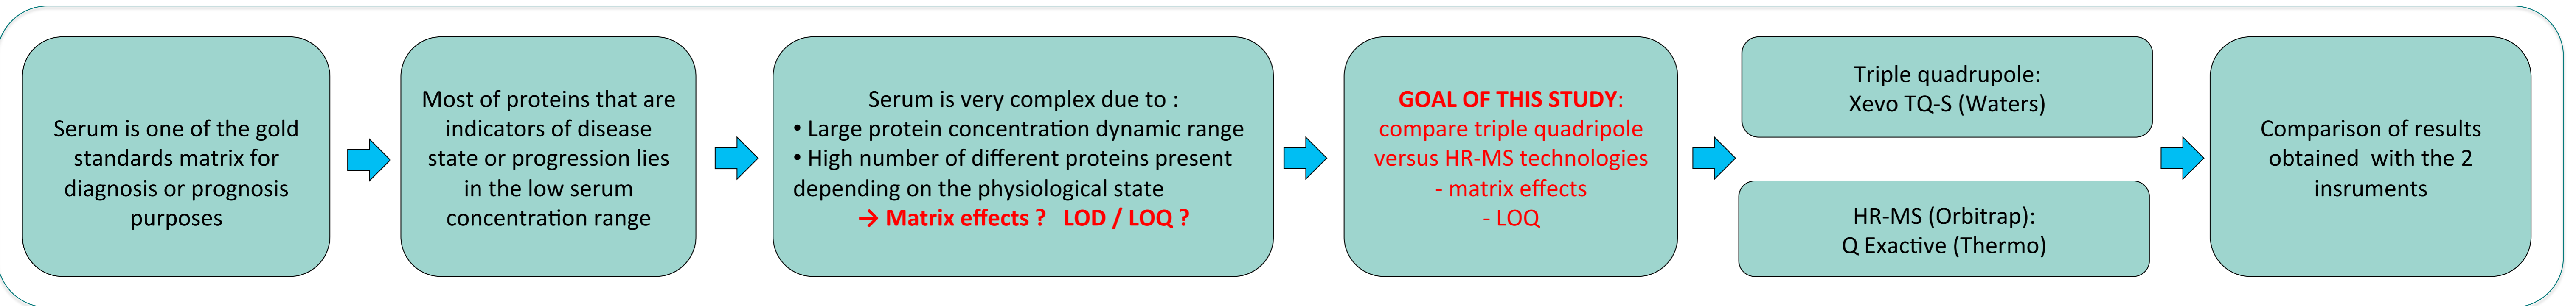 Serum is one of the gold
standards matrix for
diagnosis or prognosis
purposes
Most of proteins that are
indicators of disease
state or progression lies
in the low serum
concentration range
Serum is very complex due to :
• Large protein concentration dynamic range
• High number of different proteins present
depending on the physiological state
→ Matrix effects ? LOD / LOQ ?
GOAL OF THIS STUDY:
compare triple quadripole
versus HR-MS technologies
- matrix effects
- LOQ
Triple quadrupole:
Xevo TQ-S (Waters)
HR-MS (Orbitrap):
Q Exactive (Thermo)
Comparison of results
obtained with the 2
insruments